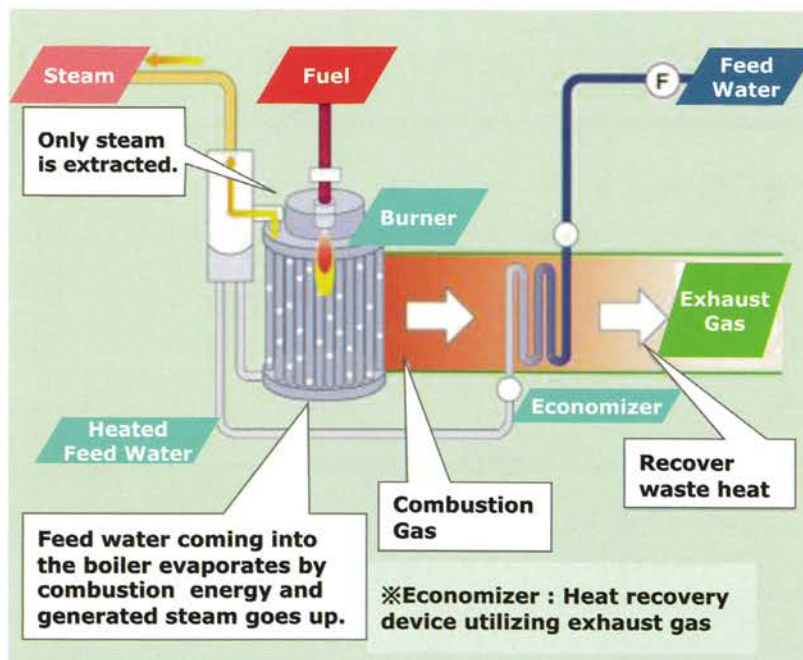 Steam
Fuel
F
Feed
Water
Only steam
is extracted.
Burner
Exhaust
Gas
Economizer
Heated
Feed Water
Recover
waste heat
Combustion
Gas
Feed water coming into
the boiler evaporates by
combustion energy and
generated steam goes up.
※Economizer : Heat recovery
device utilizing exhaust gas